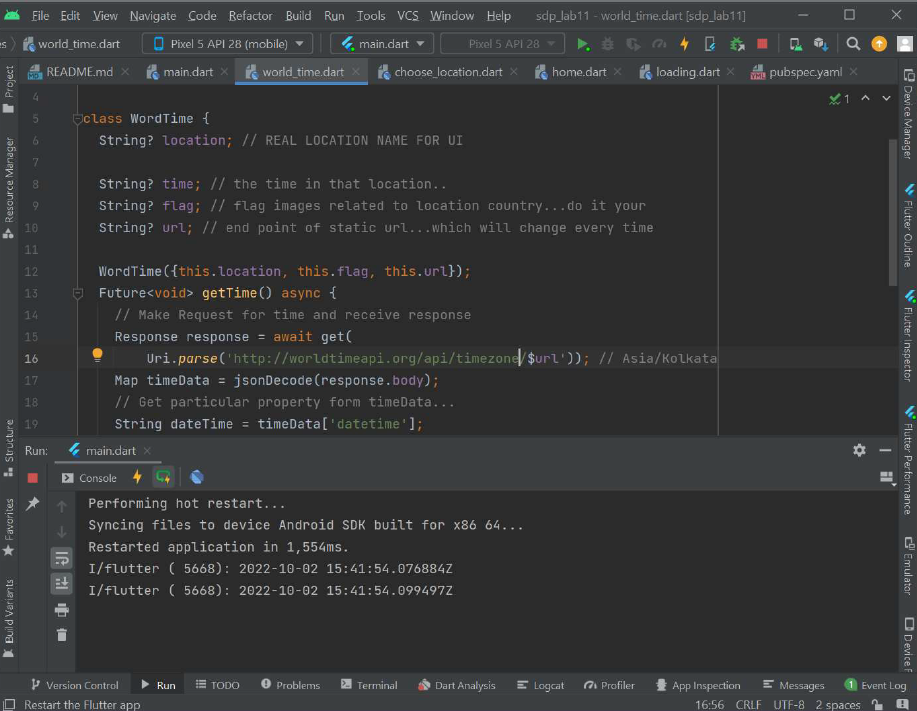 File Edit View Navigate Code Refactor Build Run Tools VCS Window Help sdp_lab11 - world_time.dart [sdp_lab11]
es world_time.dart Pixel 5 API 28 (mobile) main.dart Pixel 5 API 28
README.md main.dart world_time.dart choose_location.dart home.dart loading.dart pubspec.yaml
Project
Resource Manager
Structure
Favorites
Build Variants
1
4
5 class WordTime {
6 String? location; // REAL LOCATION NAME FOR UI
7
8 String? time; // the time in that location..
9 String? flag; // flag images related to location country...do it your
10 String? url; // end point of static url...which will change every time
11
12 WordTime({this.location, this.flag, this.url});
13 Future<void> getTime() async {
14 // Make Request for time and receive response
15 Response response = await get(
16 Uri.parse('http://worldtimeapi.org/api/timezone/$url')); // Asia/Kolkata
17 Map timeData = jsonDecode(response.body);
18 // Get particular property form timeData...
19 String dateTime = timeData['datetime'];
Device Manager
Flutter Outline
Flutter Inspector
Flutter Performance
Emulator
Device F
Run: main.dart
Console
Performing hot restart...
Syncing files to device Android SDK built for x86 64...
Restarted application in 1,554ms.
I/flutter ( 5668): 2022-10-02 15:41:54.076884Z
I/flutter ( 5668): 2022-10-02 15:41:54.099497Z
Version Control Run TODO Problems Terminal Dart Analysis Logcat Profiler App Inspection Messages 1 Event Log
Restart the Flutter app 16:56 CRLF UTF-8 2 spaces